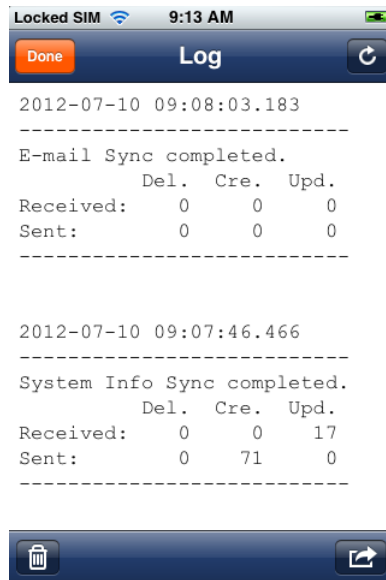 Locked SIM 9:13 AM
Done Log
2012-07-10 09:08:03.183
---------------------------
E-mail Sync completed.
Del. Cre. Upd.
Received: 0 0 0
Sent: 0 0 0
---------------------------
2012-07-10 09:07:46.466
---------------------------
System Info Sync completed.
Del. Cre. Upd.
Received: 0 0 17
Sent: 0 71 0
---------------------------